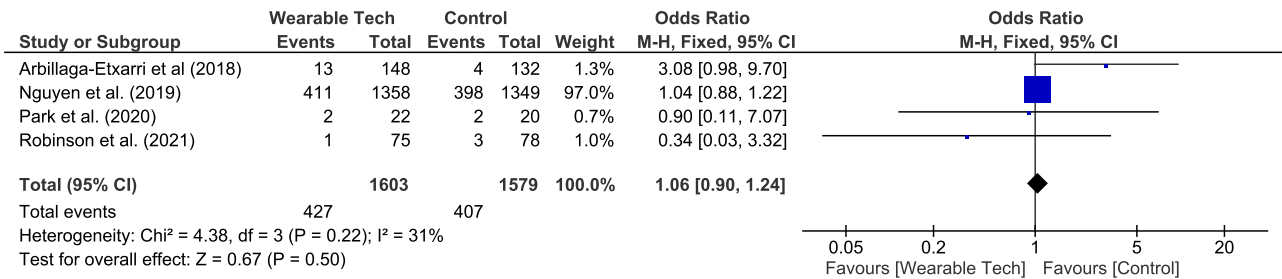 Wearable Tech Control Odds Ratio Odds Ratio
Study or Subgroup Events Total Events Total Weight M-H, Fixed, 95% CI M-H, Fixed, 95% CI
Arbillaga-Etxarri et al (2018) 13 148 4 132 1.3% 3.08 [0.98, 9.70]
Nguyen et al. (2019) 411 1358 398 1349 97.0% 1.04 [0.88, 1.22]
Park et al. (2020) 2 22 2 20 0.7% 0.90 [0.11, 7.07]
Robinson et al. (2021) 1 75 3 78 1.0% 0.34 [0.03, 3.32]
Total (95% CI) 1603 1579 100.0% 1.06 [0.90, 1.24]
Total events 427 407
Heterogeneity: Chi² = 4.38, df = 3 (P = 0.22); I² = 31%
Test for overall effect: Z = 0.67 (P = 0.50)
0.05 0.2 1 5 20
Favours [Wearable Tech] Favours [Control]